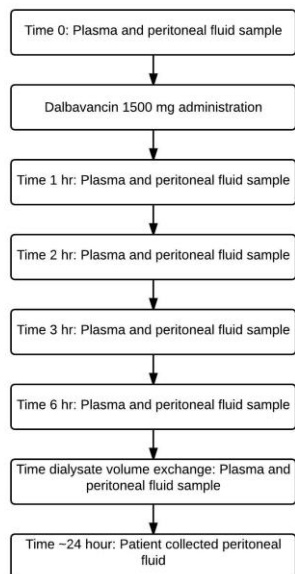 Time 0: Plasma and peritoneal fluid sample
Dalbavancin 1500 mg administration
Time 1 hr: Plasma and peritoneal fluid sample
Time 2 hr: Plasma and peritoneal fluid sample
Time 3 hr: Plasma and peritoneal fluid sample
Time 6 hr: Plasma and peritoneal fluid sample
Time dialysate volume exchange: Plasma and
peritoneal fluid sample
Time ~24 hour: Patient collected peritoneal
fluid